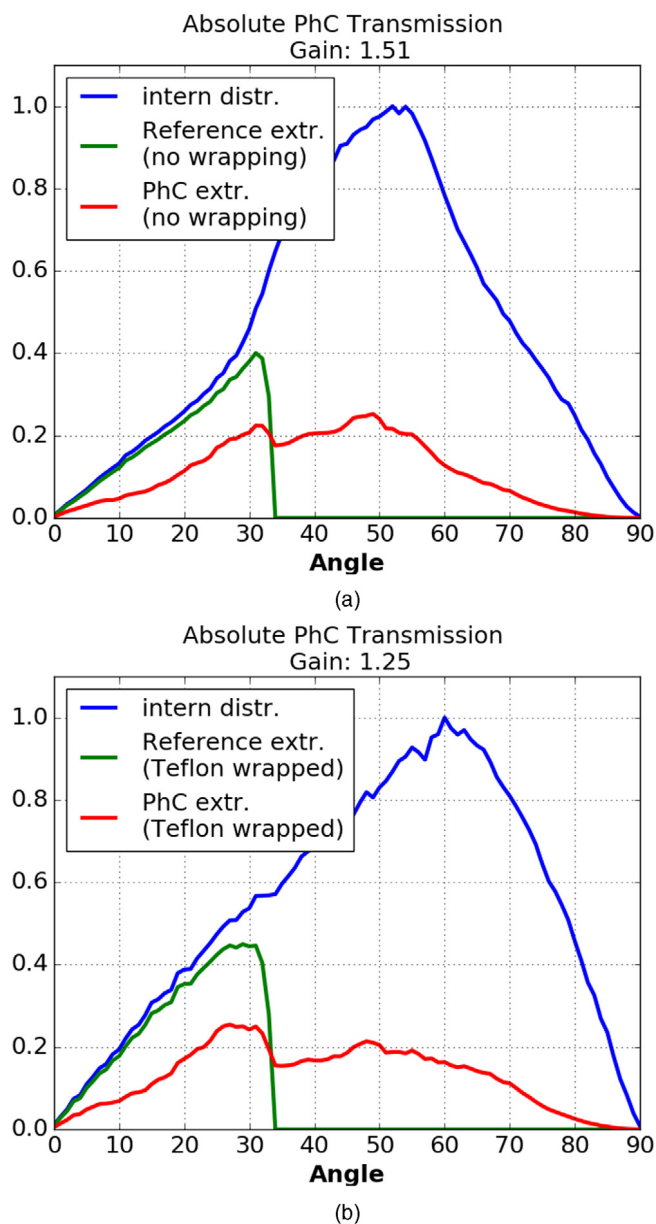 Absolute PhC Transmission
Gain: 1.51
intern distr.
Reference extr.
(no wrapping)
PhC extr.
(no wrapping)
1.0
0.8
0.6
0.4
0.2
0.0
0 10 20 30 40 50 60 70 80 90
Angle
(a)
Absolute PhC Transmission
Gain: 1.25
intern distr.
Reference extr.
(Teflon wrapped)
PhC extr.
(Teflon wrapped)
1.0
0.8
0.6
0.4
0.2
0.0
0 10 20 30 40 50 60 70 80 90
Angle
(b)